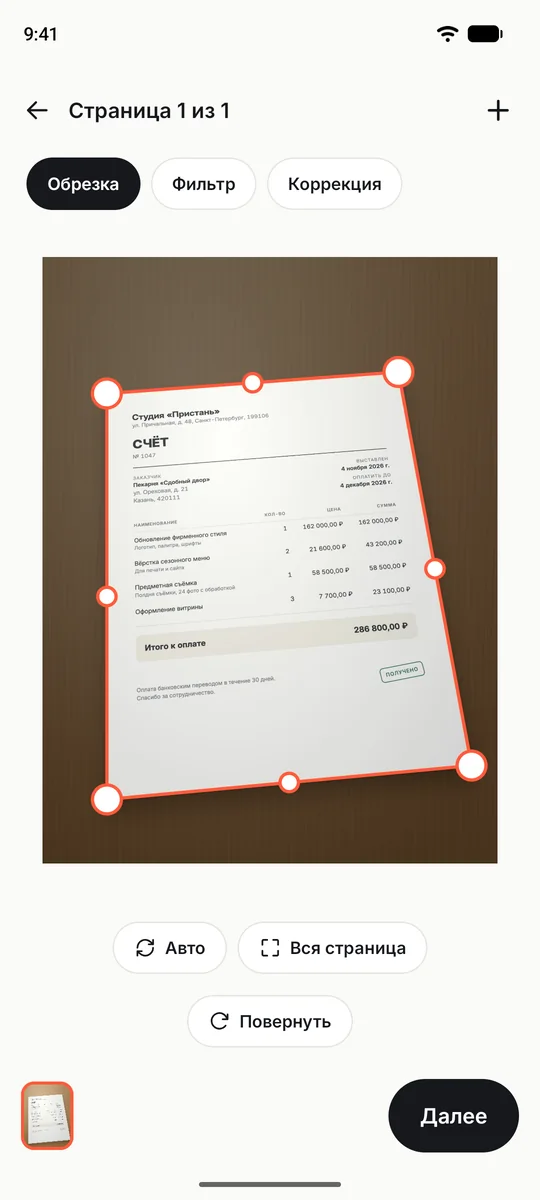 9:41
Страница 1 из 1
Обрезка Фильтр Коррекция
Студия «Пристань»
ул. Причальная, д. 48, Санкт-Петербург, 199106
СЧЁТ
№ 1047
ВЫСТАВЛЕН
4 ноября 2026 г.
ОПЛАТИТЬ ДО
4 декабря 2026 г.
ЗАКАЗЧИК
Пекарня «Сдобный двор»
ул. Ореховая, д. 21
Казань, 420111
НАИМЕНОВАНИЕ КОЛ-ВО ЦЕНА СУММА
Обновление фирменного стиля 1 162 000,00 ₽ 162 000,00 ₽
Логотип, палитра, шрифты
Вёрстка сезонного меню 2 21 600,00 ₽ 43 200,00 ₽
Для печати и сайта
Предметная съёмка 1 58 500,00 ₽ 58 500,00 ₽
Полдня съёмки, 24 фото с обработкой
Оформление витрины 3 7 700,00 ₽ 23 100,00 ₽
Итого к оплате 286 800,00 ₽
Оплата банковским переводом в течение 30 дней.
Спасибо за сотрудничество.
ПОЛУЧЕНО
Авто Вся страница
Повернуть
Далее